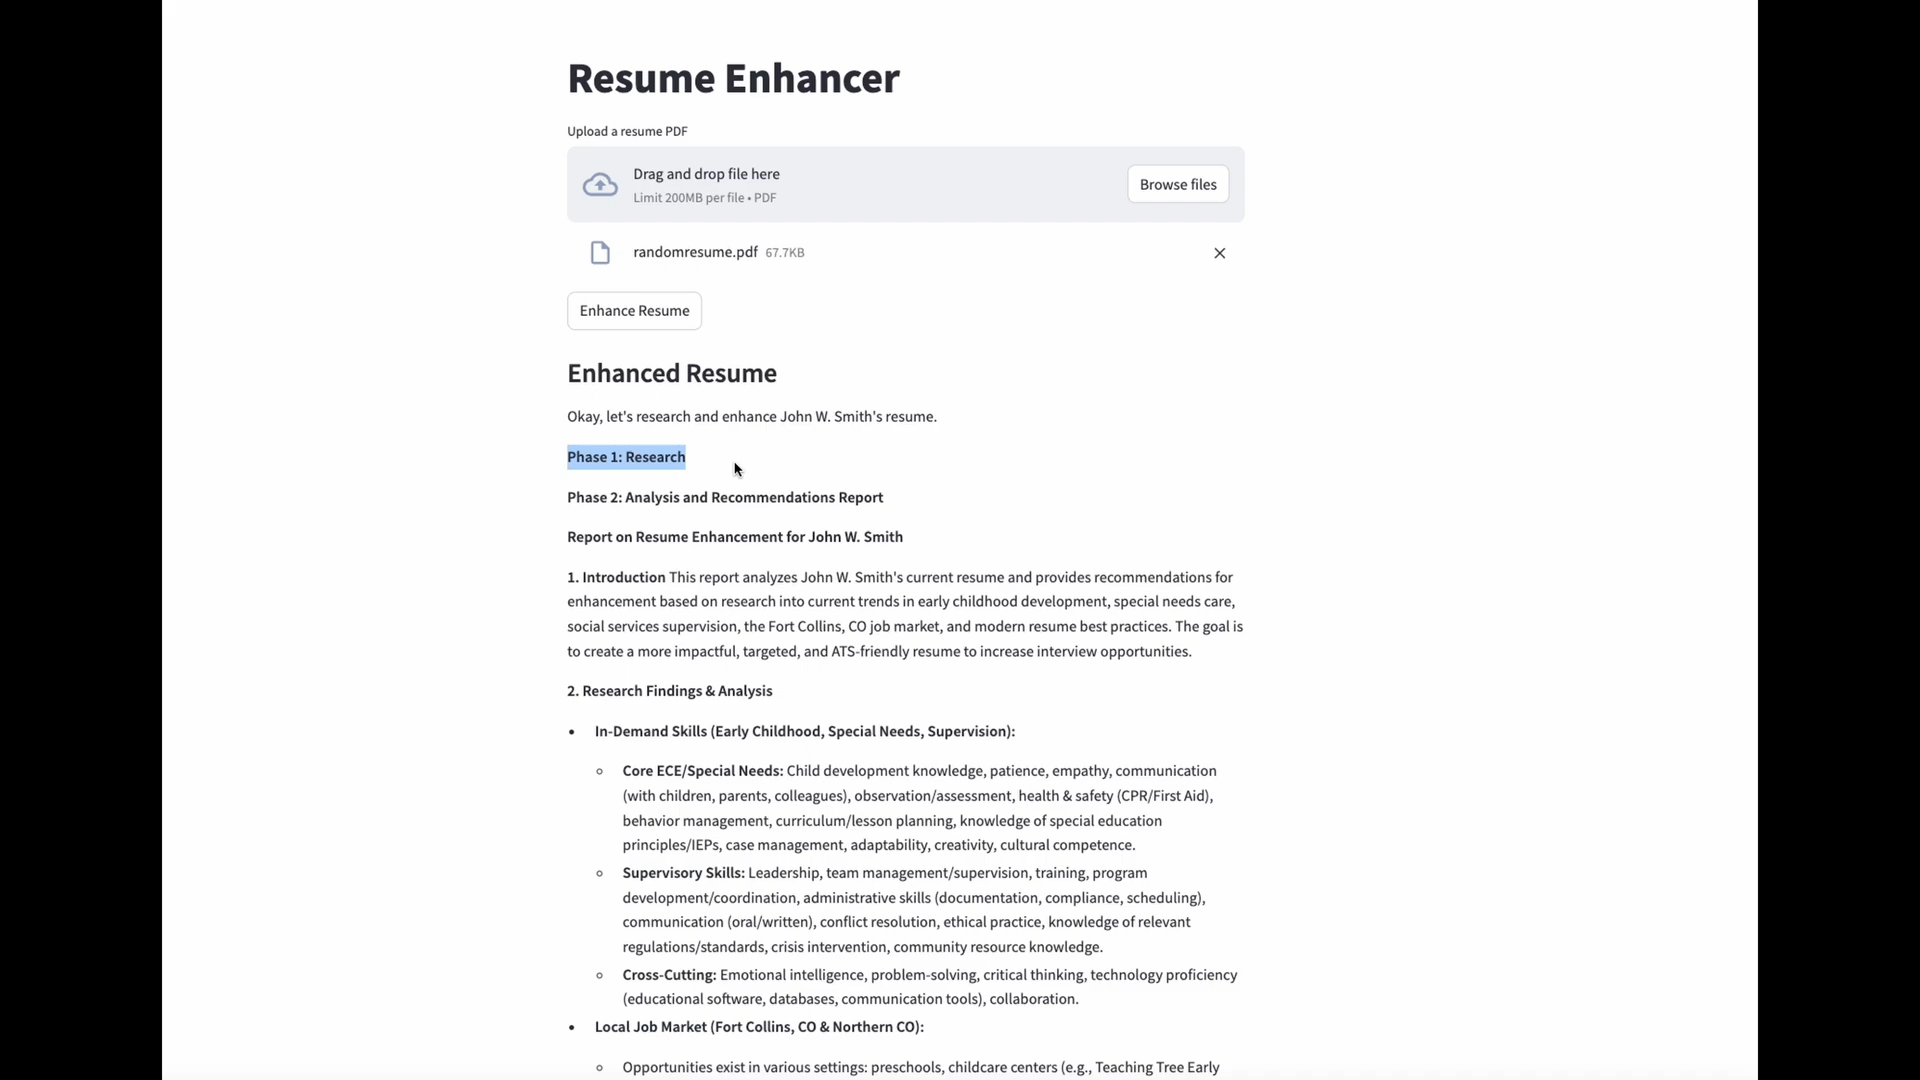 Resume Enhancer
Upload a resume PDF
Drag and drop file here
Limit 200MB per file • PDF
Browse files
randomresume.pdf 67.7KB
Enhance Resume
Enhanced Resume
Okay, let's research and enhance John W. Smith's resume.
Phase 1: Research
Phase 2: Analysis and Recommendations Report
Report on Resume Enhancement for John W. Smith
1. Introduction This report analyzes John W. Smith's current resume and provides recommendations for
enhancement based on research into current trends in early childhood development, special needs care,
social services supervision, the Fort Collins, CO job market, and modern resume best practices. The goal is
to create a more impactful, targeted, and ATS-friendly resume to increase interview opportunities.
2. Research Findings & Analysis
• In-Demand Skills (Early Childhood, Special Needs, Supervision):
◦ Core ECE/Special Needs: Child development knowledge, patience, empathy, communication
(with children, parents, colleagues), observation/assessment, health & safety (CPR/First Aid),
behavior management, curriculum/lesson planning, knowledge of special education
principles/IEPs, case management, adaptability, creativity, cultural competence.
◦ Supervisory Skills: Leadership, team management/supervision, training, program
development/coordination, administrative skills (documentation, compliance, scheduling),
communication (oral/written), conflict resolution, ethical practice, knowledge of relevant
regulations/standards, crisis intervention, community resource knowledge.
◦ Cross-Cutting: Emotional intelligence, problem-solving, critical thinking, technology proficiency
(educational software, databases, communication tools), collaboration.
• Local Job Market (Fort Collins, CO & Northern CO):
◦ Opportunities exist in various settings: preschools, childcare centers (e.g., Teaching Tree Early